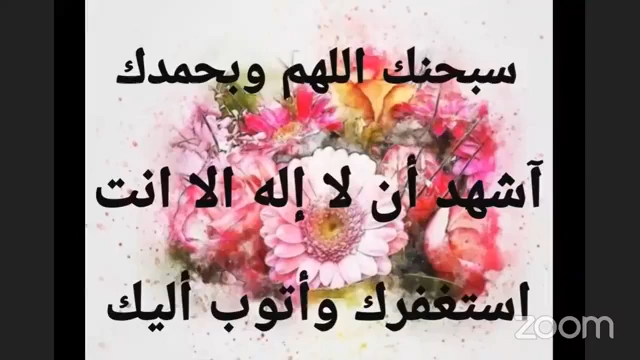 سبحنك اللهم وبحمدك
آشهد أن لا إله الا انت
استغفرك وأتوب أليك
zoom